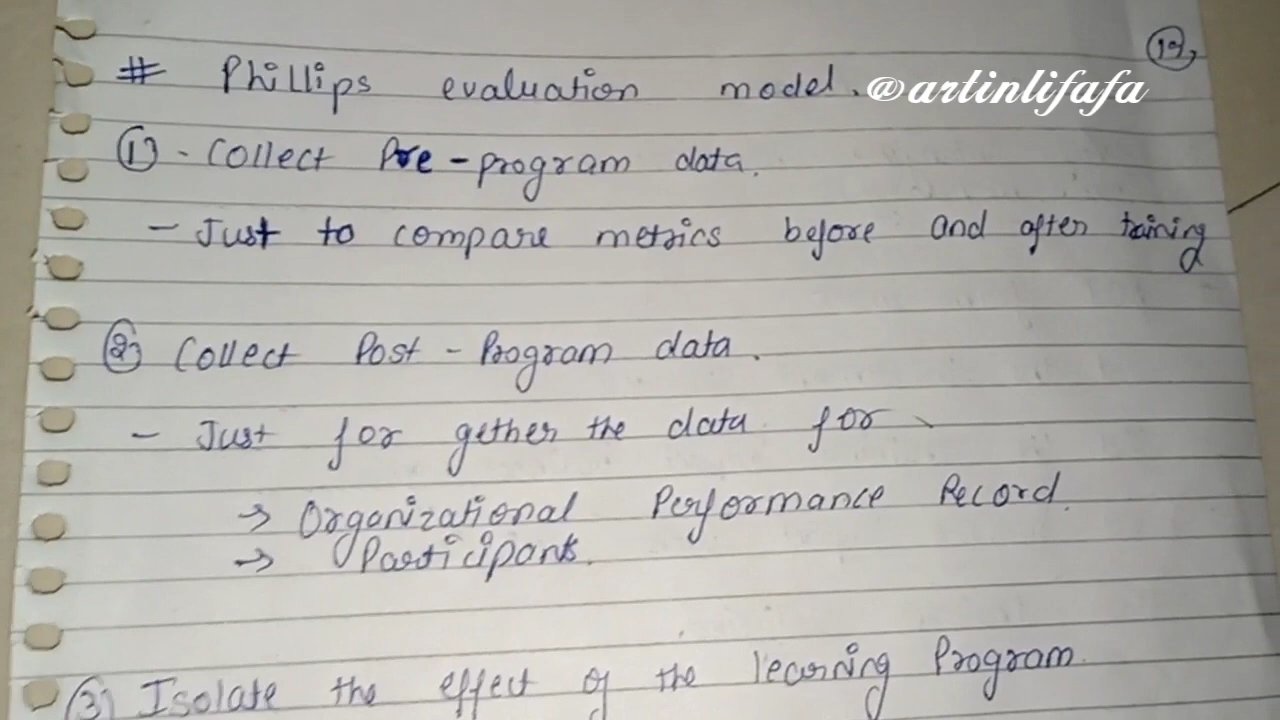 19,
# Phillips evaluation model. @artinlifafa
① - Collect Pre - program data.
- Just to compare metrics before and after training
② Collect Post - Program data.
- Just for gether the data for
→ Organizational Performance Record.
→ Participants.
③ Isolate the effect of the learning Program.